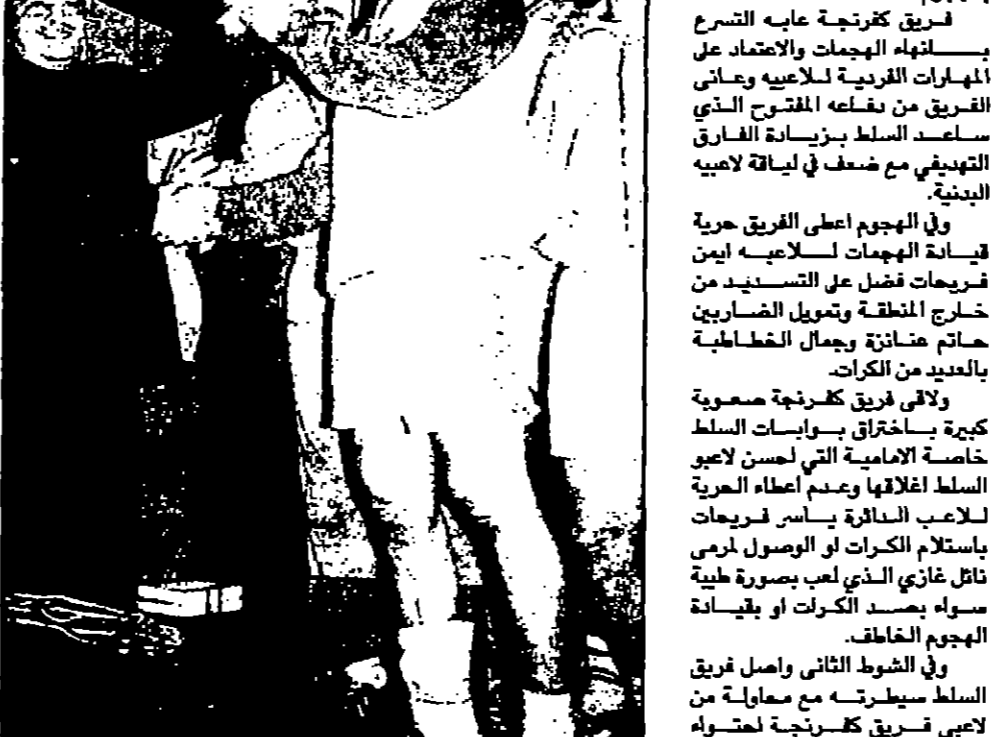 فريق كفرنجة عابه التسرع
بانهاء الهجمات والاعتماد على
المهارات الفردية للاعبيه وعانى
الفريق من دفاعه المفتوح الذي
ساعد السلط بزيادة الفارق
التهديفي مع ضعف في لياقة لاعبيه
البدنية.
وفي الهجوم اعطى الفريق حرية
قيادة الهجمات للاعبه ايمن
فريحات فضل على التسديد من
خارج المنطقة وتمويل الضاربين
حاتم عنانزة وجمال الخطاطبة
بالعديد من الكرات.
ولاقى فريق كفرنجة صعوبة
كبيرة باختراق بوابات السلط
خاصة الامامية التي احسن لاعبو
السلط اغلاقها وعدم اعطاء الحرية
للاعب الدائرة ياسر فريحات
باستلام الكرات او الوصول لمرمى
نائل غازي الذي لعب بصورة طيبة
سواء بصد الكرات او بقيادة
الهجوم الخاطف.
وفي الشوط الثاني واصل فريق
السلط سيطرته مع محاولة من
لاعبي فريق كفرنجة احتواء